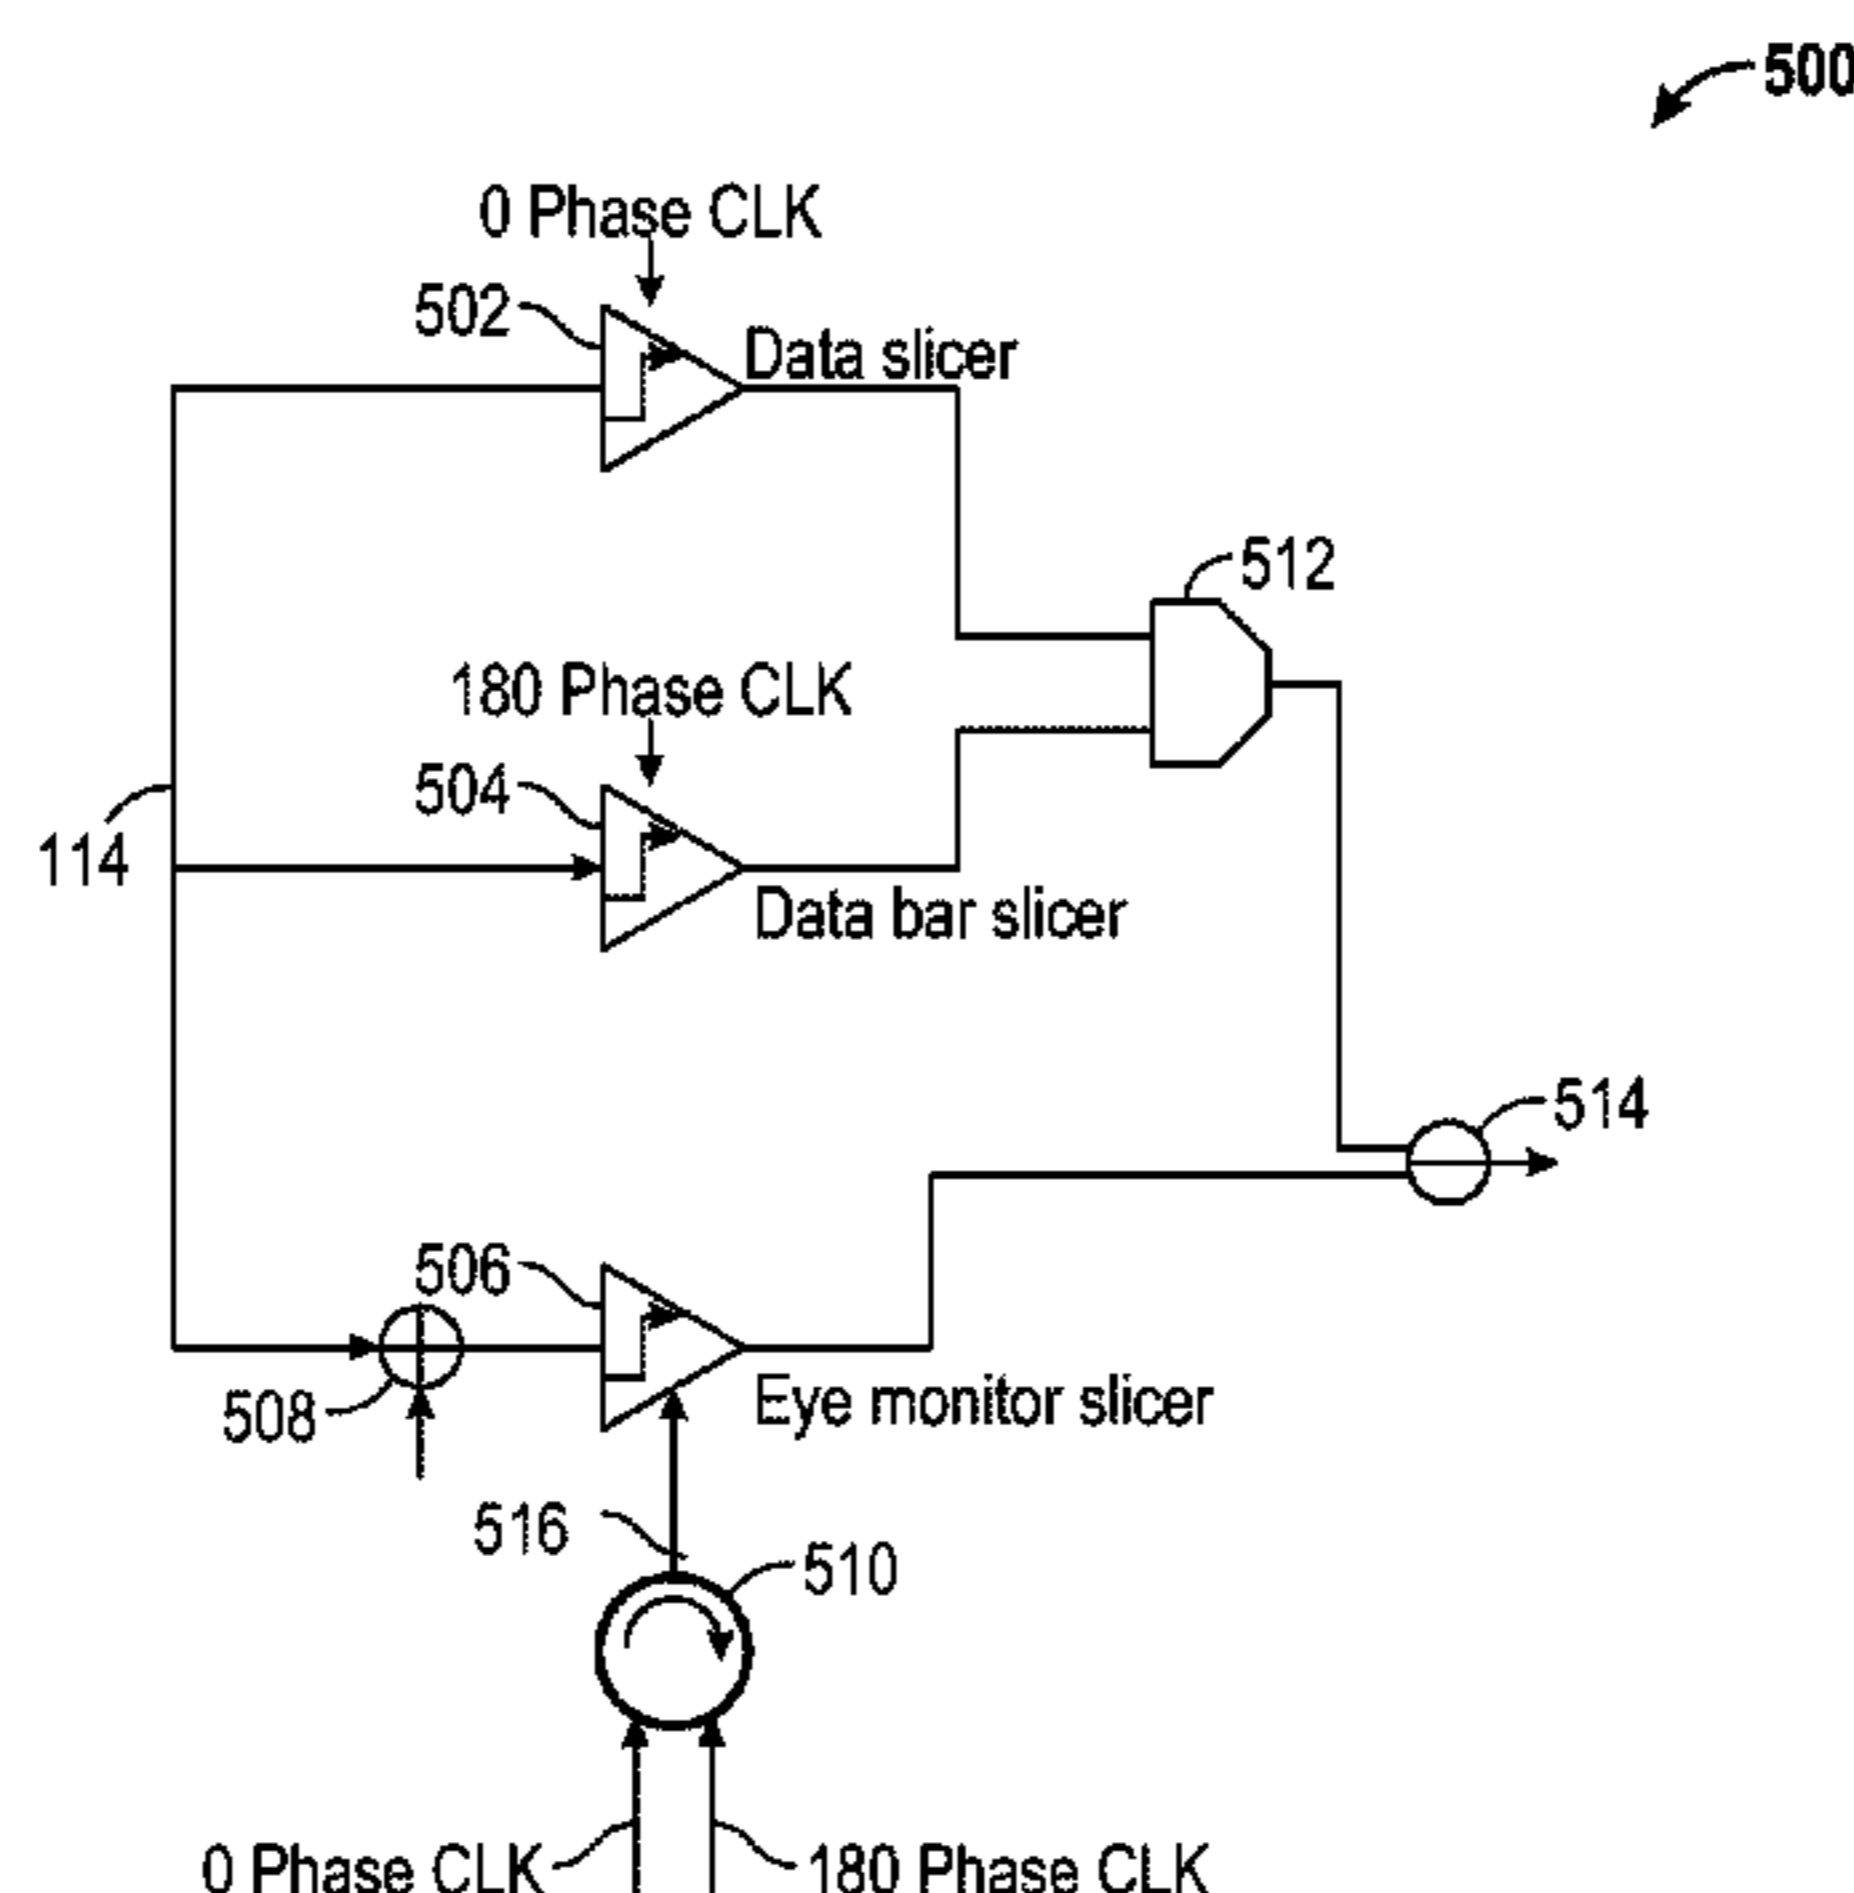 500
0 Phase CLK
502
Data slicer
512
180 Phase CLK
504
114
Data bar slicer
514
506
508
Eye monitor slicer
516
510
0 Phase CLK
180 Phase CLK